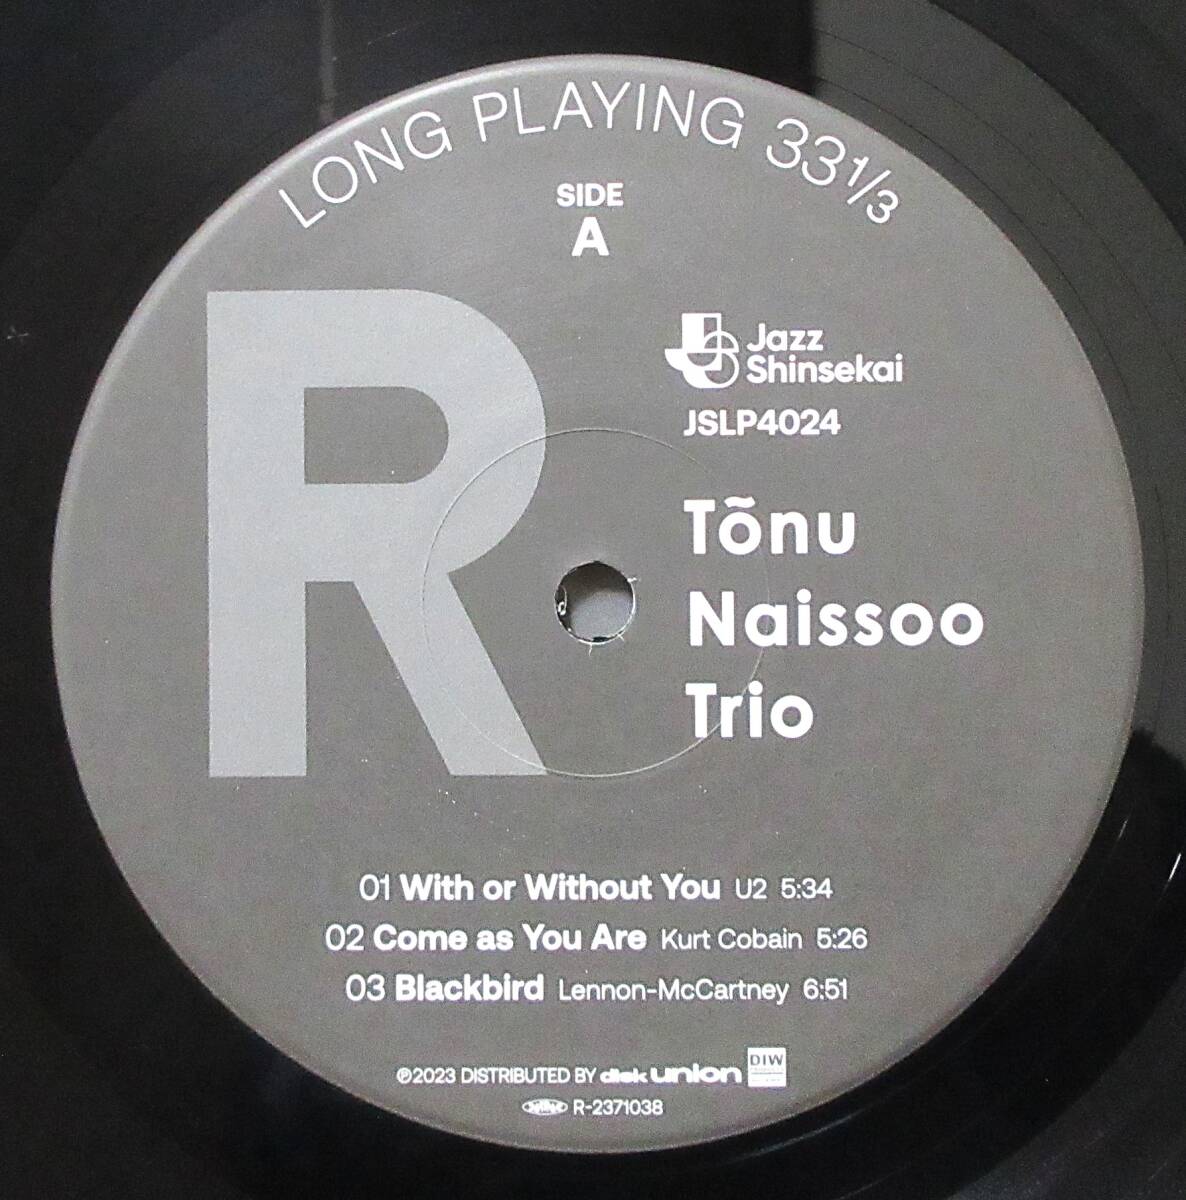 LONG PLAYING 33 1/3
SIDE
A
R
Jazz
Shinsekai
JSLP4024
Tõnu
Naissoo
Trio
01 With or Without You U2 5:34
02 Come as You Are Kurt Cobain 5:26
03 Blackbird Lennon-McCartney 6:51
℗2023 DISTRIBUTED BY disk union DIW
R-2371038